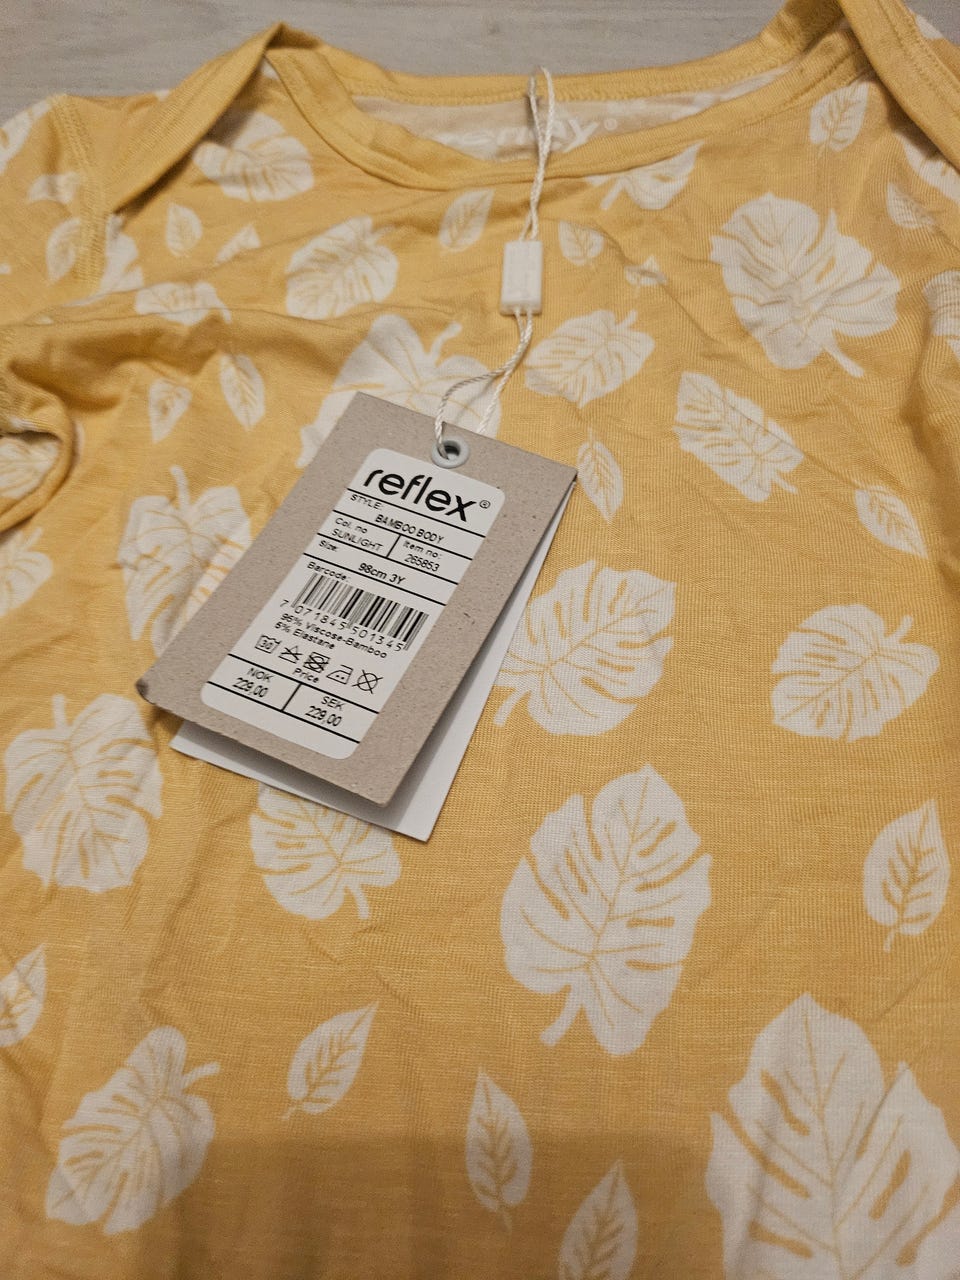 reflex®
STYLE:
BAMBOO BODY
Col. no
SUNLIGHT
Item no:
265853
Size:
98cm 3Y
Barcode:
7 071845 501345
95% Viscose-Bamboo
5% Elastane
30
Price
NOK
229,00
SEK
229,00